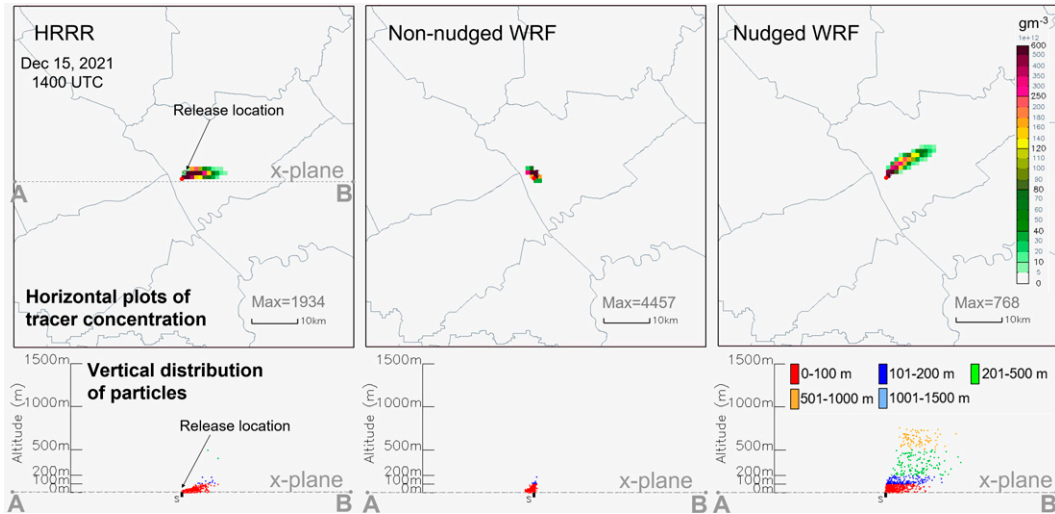 HRRR
Dec 15, 2021
1400 UTC
Release location
x-plane
A
B
Max=1934
10km
Horizontal plots of
tracer concentration
Non-nudged WRF
Max=4457
10km
Nudged WRF
Max=768
10km
gm-3
1e+12
600
500
400
350
300
250
200
180
160
140
120
110
100
90
80
70
60
50
40
30
20
10
5
0
1500m
1000m
500m
200m
100m
0m
Altitude (m)
Vertical distribution
of particles
Release location
x-plane
A
S
B
1500m
1000m
500m
200m
100m
0m
Altitude (m)
x-plane
A
S
B
1500m
1000m
500m
200m
100m
0m
Altitude (m)
0-100 m
101-200 m
201-500 m
501-1000 m
1001-1500 m
x-plane
A
S
B